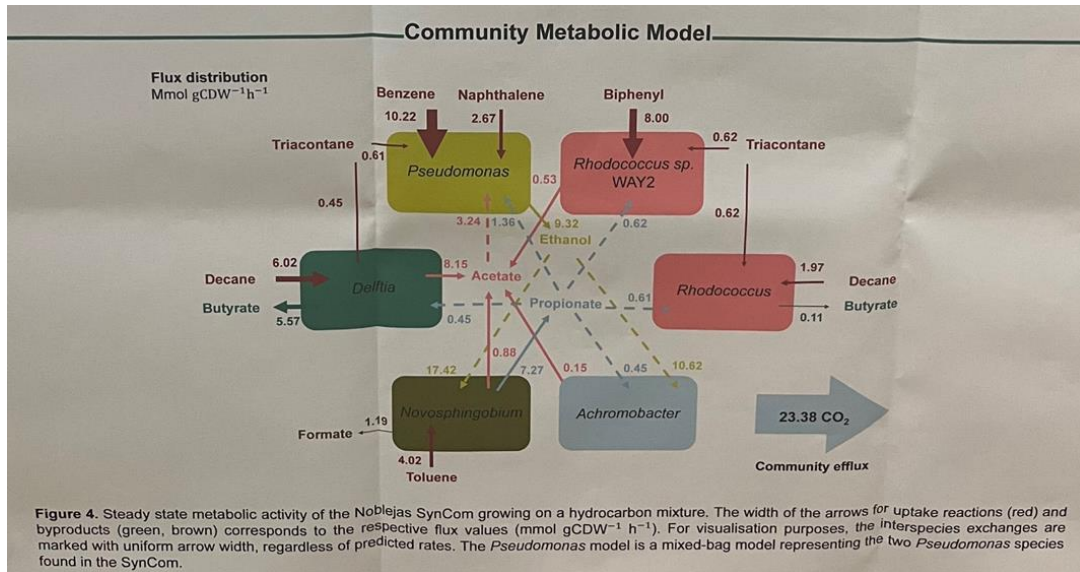 Community Metabolic Model
Flux distribution
Mmol gCDW⁻¹h⁻¹
Benzene
Naphthalene
Biphenyl
10.22
2.67
8.00
Triacontane
0.61
0.62
Triacontane
Pseudomonas
Rhodococcus sp.
WAY2
0.53
0.45
3.24
1.36
9.32
0.62
0.62
Ethanol
Decane
6.02
8.15
Acetate
1.97
Decane
Delftia
Rhodococcus
Butyrate
5.57
0.45
Propionate
0.61
0.11
Butyrate
0.88
17.42
7.27
0.15
0.45
10.62
Novosphingobium
Achromobacter
23.38 CO₂
Formate
1.19
4.02
Toluene
Community efflux
Figure 4. Steady state metabolic activity of the Noblejas SynCom growing on a hydrocarbon mixture. The width of the arrows for uptake reactions (red) and
byproducts (green, brown) corresponds to the respective flux values (mmol gCDW⁻¹ h⁻¹). For visualisation purposes, the interspecies exchanges are
marked with uniform arrow width, regardless of predicted rates. The Pseudomonas model is a mixed-bag model representing the two Pseudomonas species
found in the SynCom.